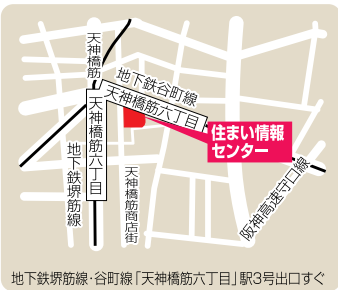 天神橋筋
地下鉄谷町線
天神橋筋六丁目
天神橋筋六丁目
住まい情報
センター
地下鉄堺筋線
天神橋筋商店街
阪神高速守口線
地下鉄堺筋線・谷町線「天神橋筋六丁目」駅3号出口すぐ